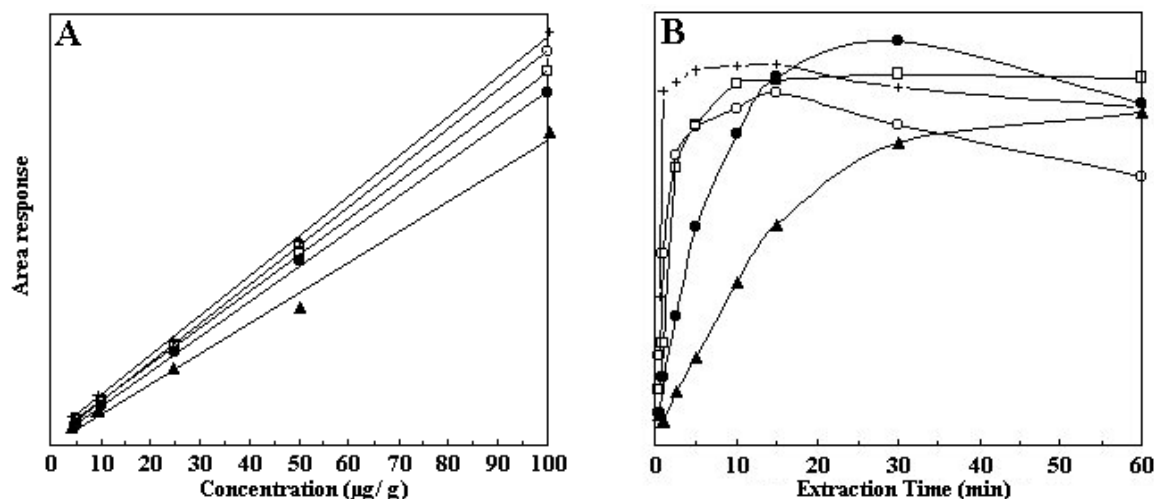 A
B
Area response
0 10 20 30 40 50 60 70 80 90 100
0 10 20 30 40 50 60
Concentration (µg/ g)
Extraction Time (min)